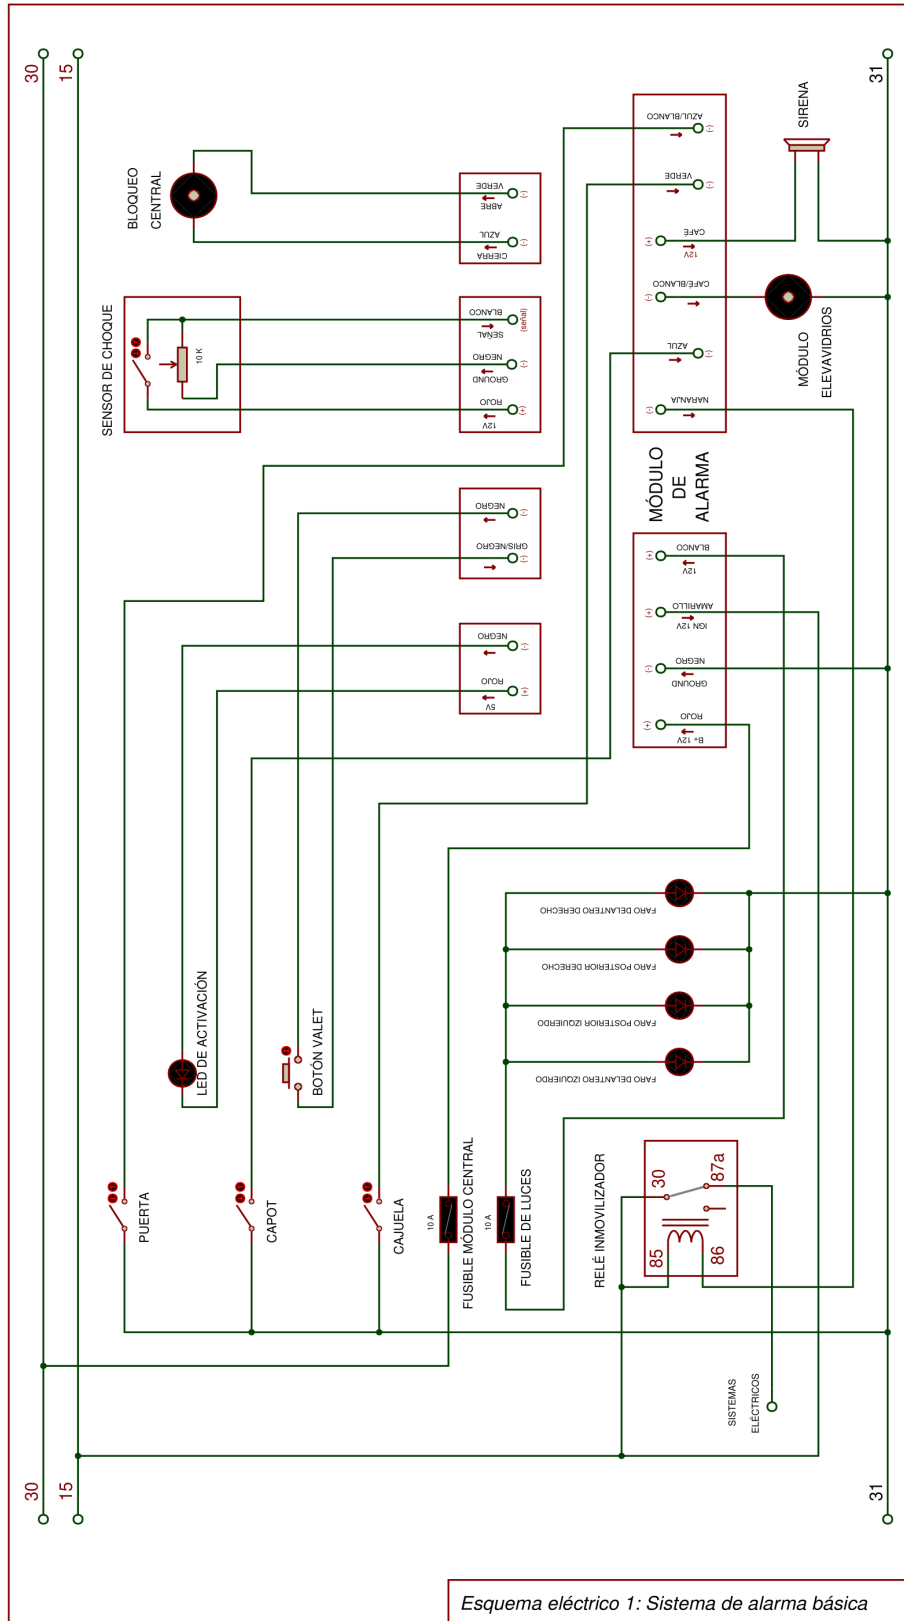 30
15
31
BLOQUEO
CENTRAL
VERDE
ABRE
AZUL
CIERRA
(-)
(-)
SENSOR DE CHOQUE
10 K
BLANCO
SEÑAL
(señal)
NEGRO
GROUND
(-)
ROJO
12V
(+)
AZUL/BLANCO
(-)
VERDE
(-)
CAFÉ
12V
(-)
CAFÉ/BLANCO
(-)
AZUL
(-)
NARANJA
(-)
SIRENA
MÓDULO
ELEVAVIDRIOS
MÓDULO
DE
ALARMA
NEGRO
(-)
GRIS/NEGRO
(-)
NEGRO
(-)
ROJO
5V
(+)
BLANCO
12V
(+)
AMARILLO
IGN 12V
(+)
NEGRO
GROUND
(-)
ROJO
B+ 12V
(+)
FARO DELANTERO DERECHO
FARO POSTERIOR DERECHO
FARO POSTERIOR IZQUIERDO
FARO DELANTERO IZQUIERDO
LED DE ACTIVACIÓN
BOTÓN VALET
PUERTA
CAPOT
CAJUELA
10 A
FUSIBLE MÓDULO CENTRAL
10 A
FUSIBLE DE LUCES
RELÉ INMOVILIZADOR
30
87a
85
86
SISTEMAS
ELÉCTRICOS
30
15
31
Esquema eléctrico 1: Sistema de alarma básica